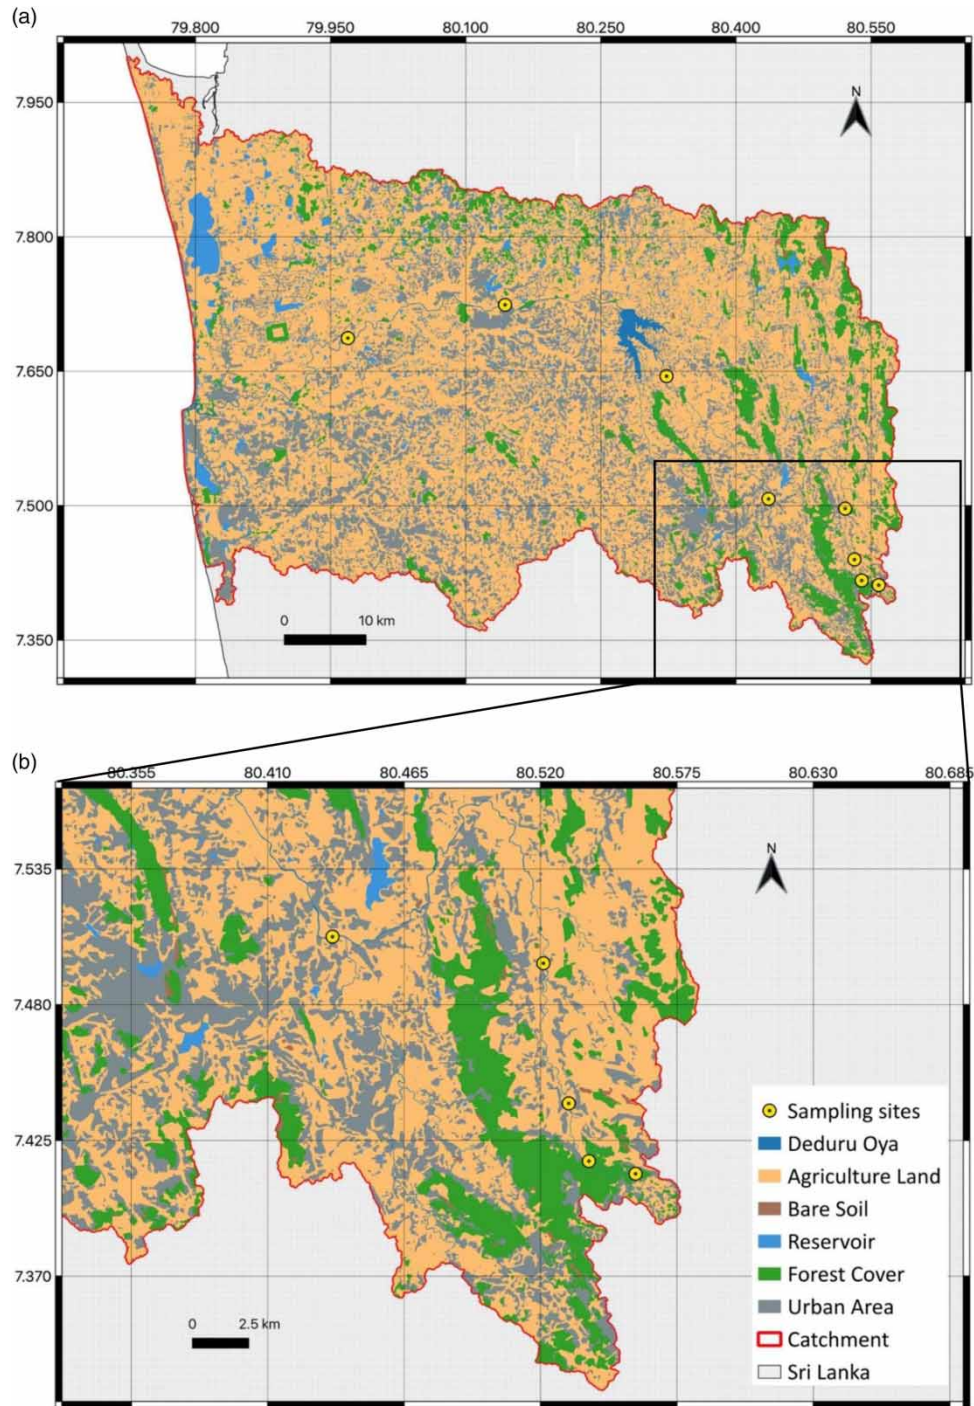 (a)
79.800 79.950 80.100 80.250 80.400 80.550
7.950
N
7.800
7.650
7.500
7.350
0 10 km
(b)
80.355 80.410 80.465 80.520 80.575 80.630 80.685
N
7.535
7.480
7.425
7.370
Sampling sites
Deduru Oya
Agriculture Land
Bare Soil
Reservoir
Forest Cover
Urban Area
Catchment
Sri Lanka
0 2.5 km